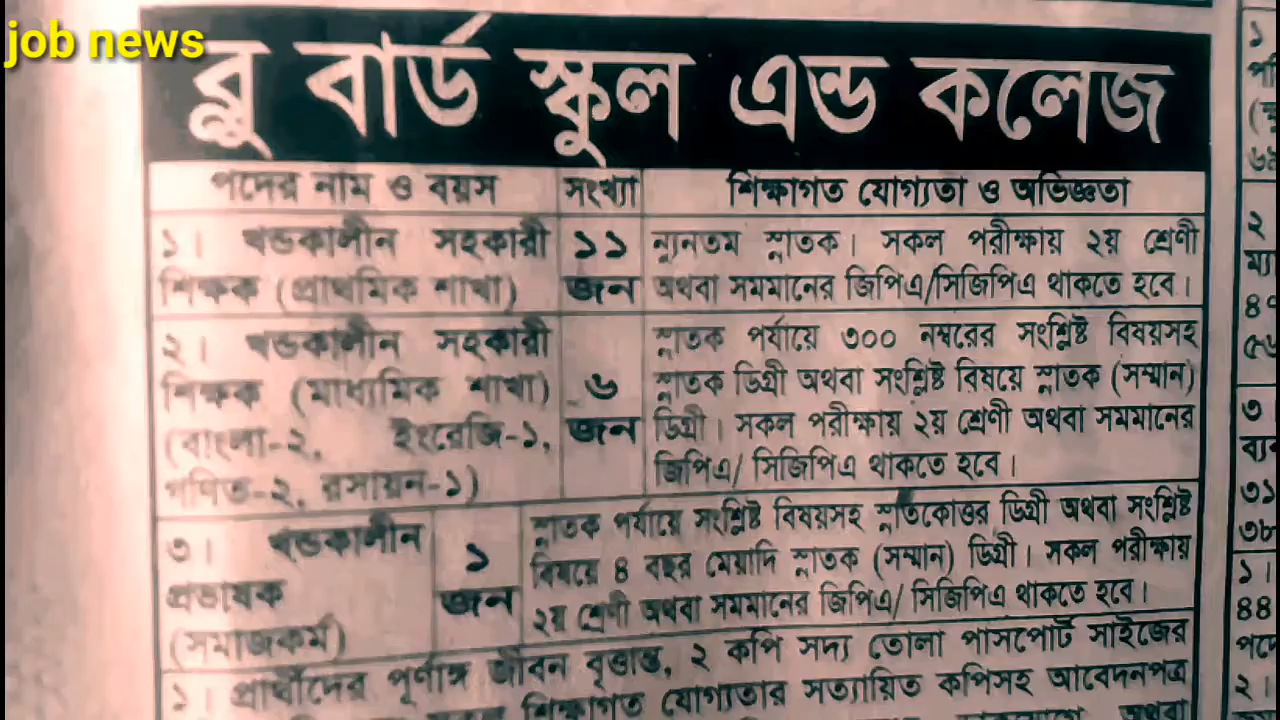 job news
ব্লু বার্ড স্কুল এন্ড কলেজ
পদের নাম ও বয়স
সংখ্যা
শিক্ষাগত যোগ্যতা ও অভিজ্ঞতা
১। খন্ডকালীন সহকারী
শিক্ষক (প্রাথমিক শাখা)
১১
জন
ন্যূনতম স্নাতক। সকল পরীক্ষায় ২য় শ্রেণী
অথবা সমমানের জিপিএ/সিজিপিএ থাকতে হবে।
২। খন্ডকালীন সহকারী
শিক্ষক (মাধ্যমিক শাখা)
(বাংলা-২, ইংরেজি-১,
গণিত-২, রসায়ন-১)
৬
জন
স্নাতক পর্যায়ে ৩০০ নম্বরের সংশ্লিষ্ট বিষয়সহ
স্নাতক ডিগ্রী অথবা সংশ্লিষ্ট বিষয়ে স্নাতক (সম্মান)
ডিগ্রী। সকল পরীক্ষায় ২য় শ্রেণী অথবা সমমানের
জিপিএ/ সিজিপিএ থাকতে হবে।
৩। খন্ডকালীন
প্রভাষক
(সমাজকর্ম)
১
জন
স্নাতক পর্যায়ে সংশ্লিষ্ট বিষয়সহ স্নাতকোত্তর ডিগ্রী অথবা সংশ্লিষ্ট
বিষয়ে ৪ বছর মেয়াদি স্নাতক (সম্মান) ডিগ্রী। সকল পরীক্ষায়
২য় শ্রেণী অথবা সমমানের জিপিএ/ সিজিপিএ থাকতে হবে।
১। প্রার্থীদের পূর্ণাঙ্গ জীবন বৃত্তান্ত, ২ কপি সদ্য তোলা পাসপোর্ট সাইজের
শিক্ষাগত যোগ্যতার সত্যায়িত কপিসহ আবেদনপত্র
অথবা